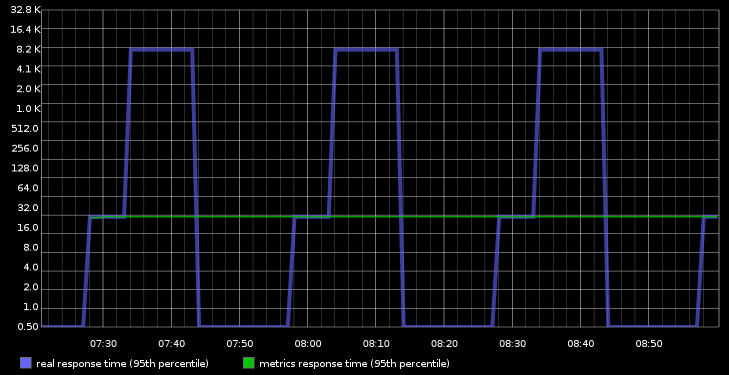 32.8 K
16.4 K
8.2 K
4.1 K
2.0 K
1.0 K
512.0
256.0
128.0
64.0
32.0
16.0
8.0
4.0
2.0
1.0
0.50
07:30 07:40 07:50 08:00 08:10 08:20 08:30 08:40 08:50
real response time (95th percentile) metrics response time (95th percentile)